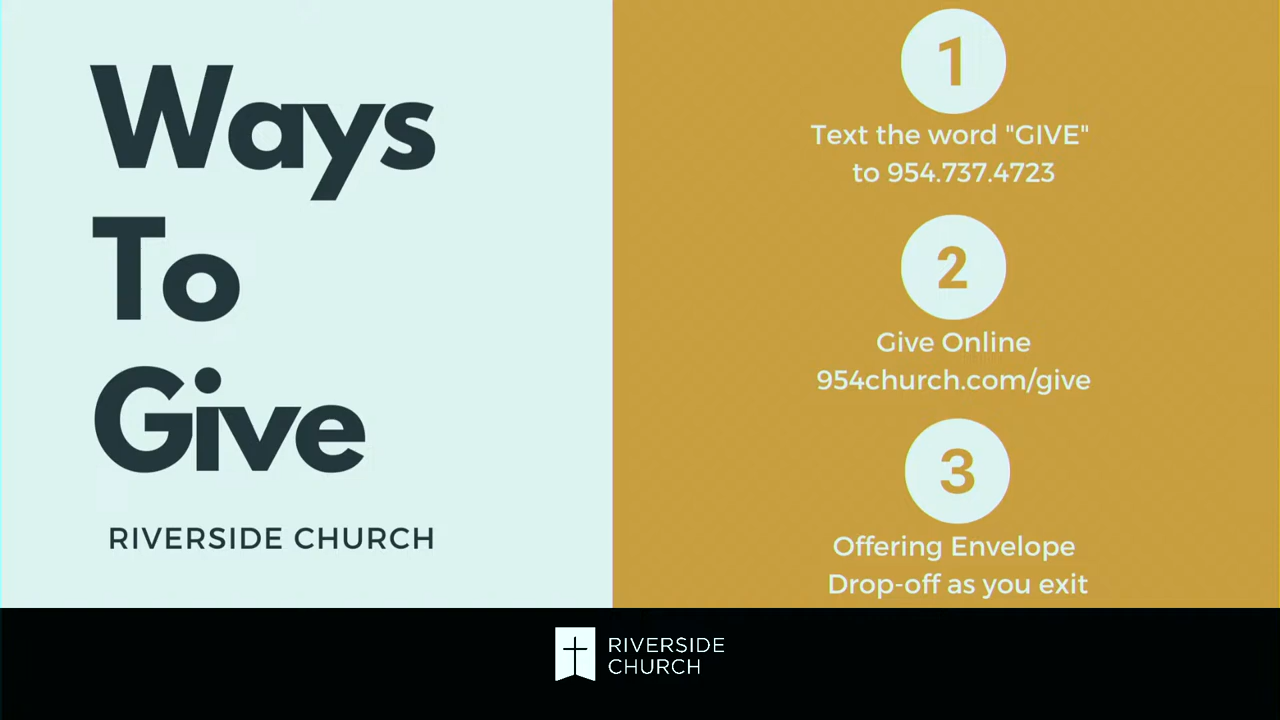 Ways
To
Give
RIVERSIDE CHURCH
1
Text the word "GIVE"
to 954.737.4723
2
Give Online
954church.com/give
3
Offering Envelope
Drop-off as you exit
RIVERSIDE
CHURCH